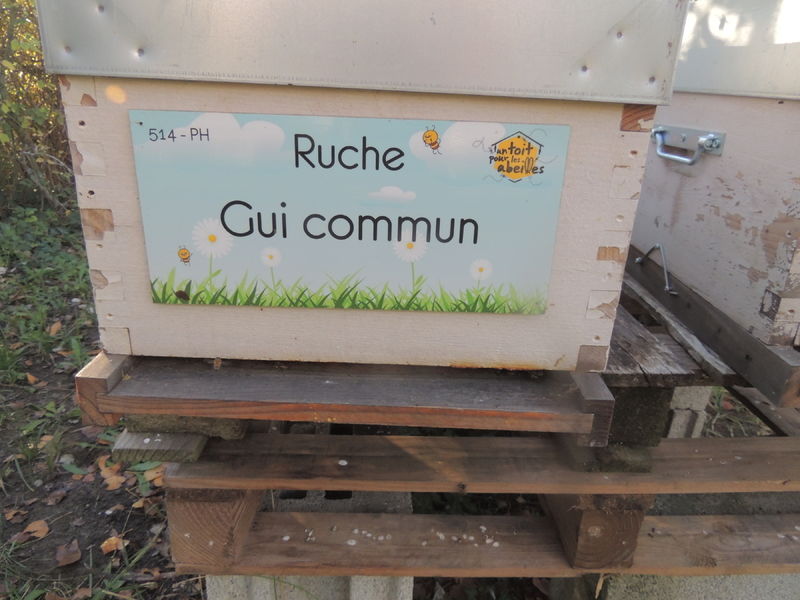 514-PH
Ruche
un toit
pour les
abeilles
Gui commun